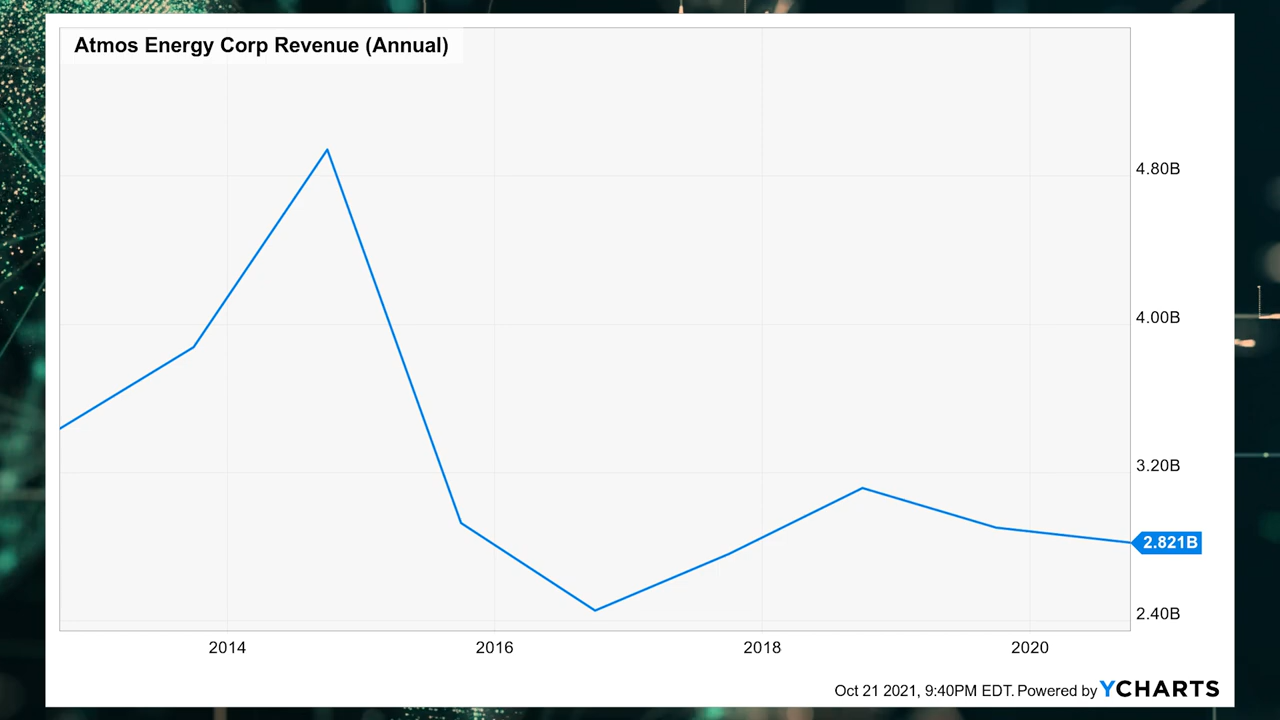 Atmos Energy Corp Revenue (Annual)
4.80B
4.00B
3.20B
2.821B
2.40B
2014 2016 2018 2020
Oct 21 2021, 9:40PM EDT. Powered by YCHARTS